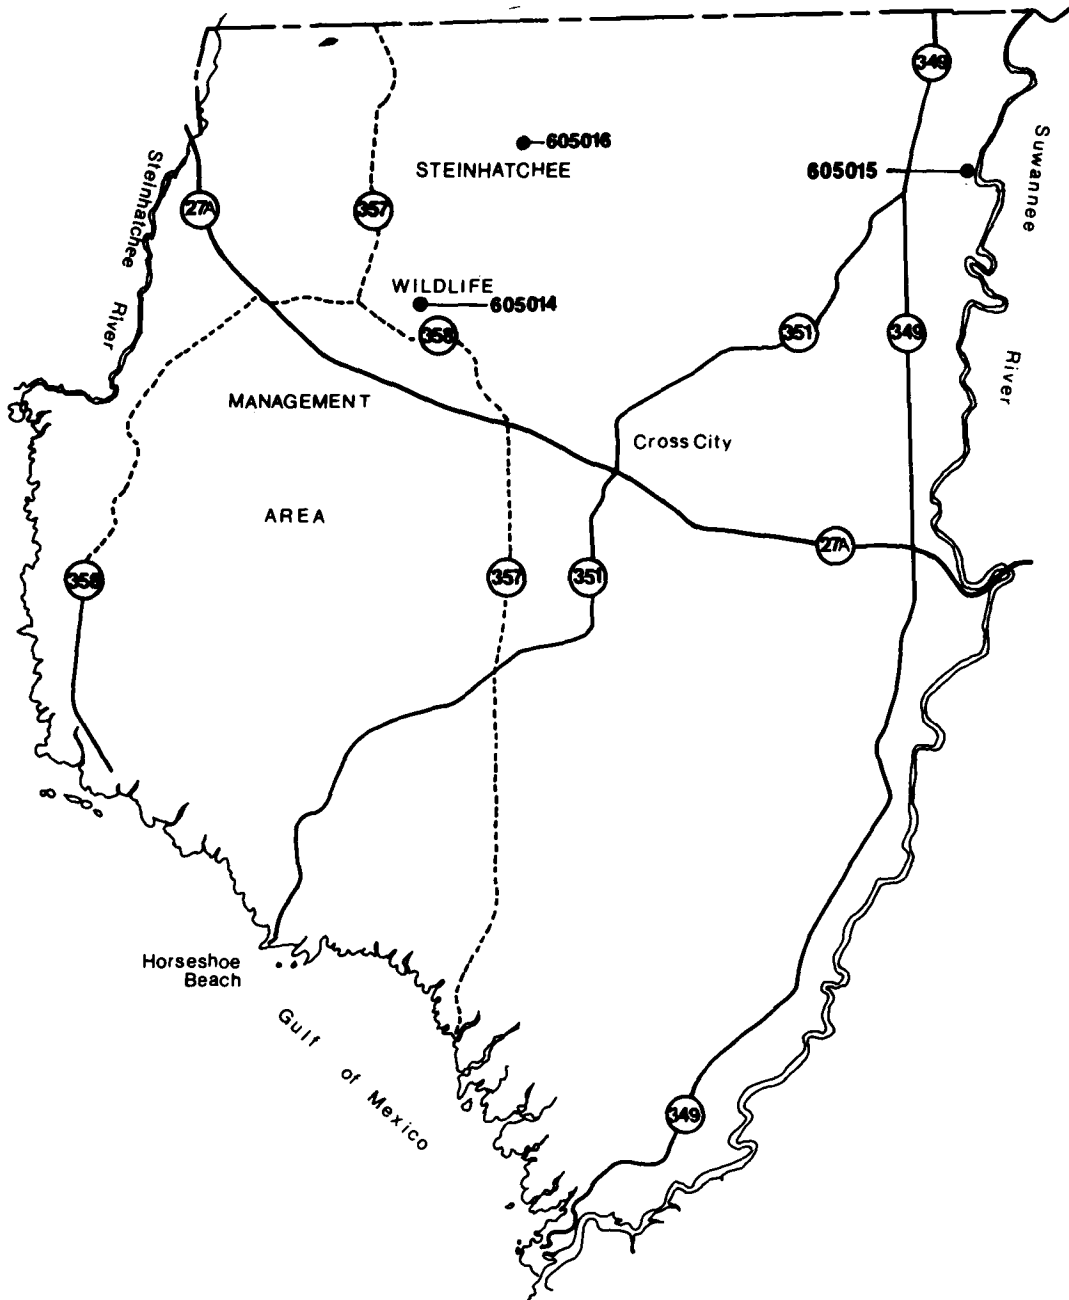 349
605016
STEINHATCHEE
605015
Suwannee
Steinhatchee
27A
357
WILDLIFE
605014
River
358
351
349
River
MANAGEMENT
Cross City
AREA
27A
358
357
351
Horseshoe
Beach
Gulf of Mexico
349